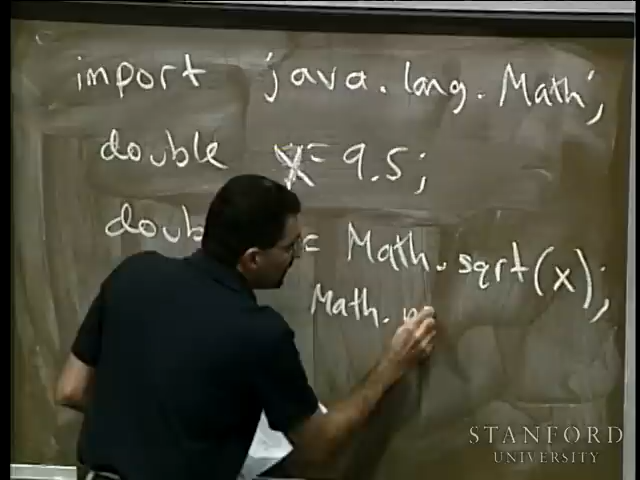 import java.lang.Math;
double x = 9.5;
= Math.sqrt(x);
Math.
STANFORD
UNIVERSITY